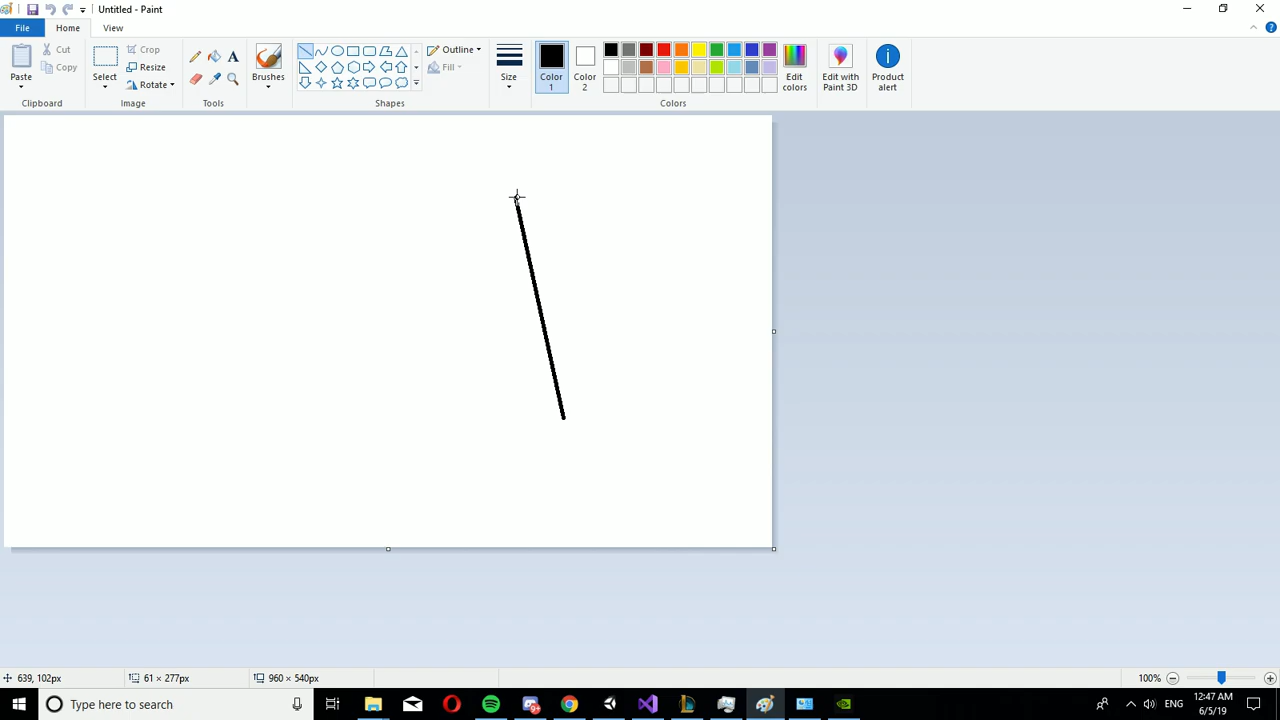 Untitled - Paint
File Home View
Paste
Cut
Copy
Clipboard
Select
Crop
Resize
Rotate
Image
A
Tools
Brushes
Outline
Fill
Shapes
Size
Color 1
Color 2
Colors
Edit colors
Edit with Paint 3D
Product alert
639, 102px 61 × 277px 960 × 540px 100%
Type here to search
ENG
12:47 AM
6/5/19